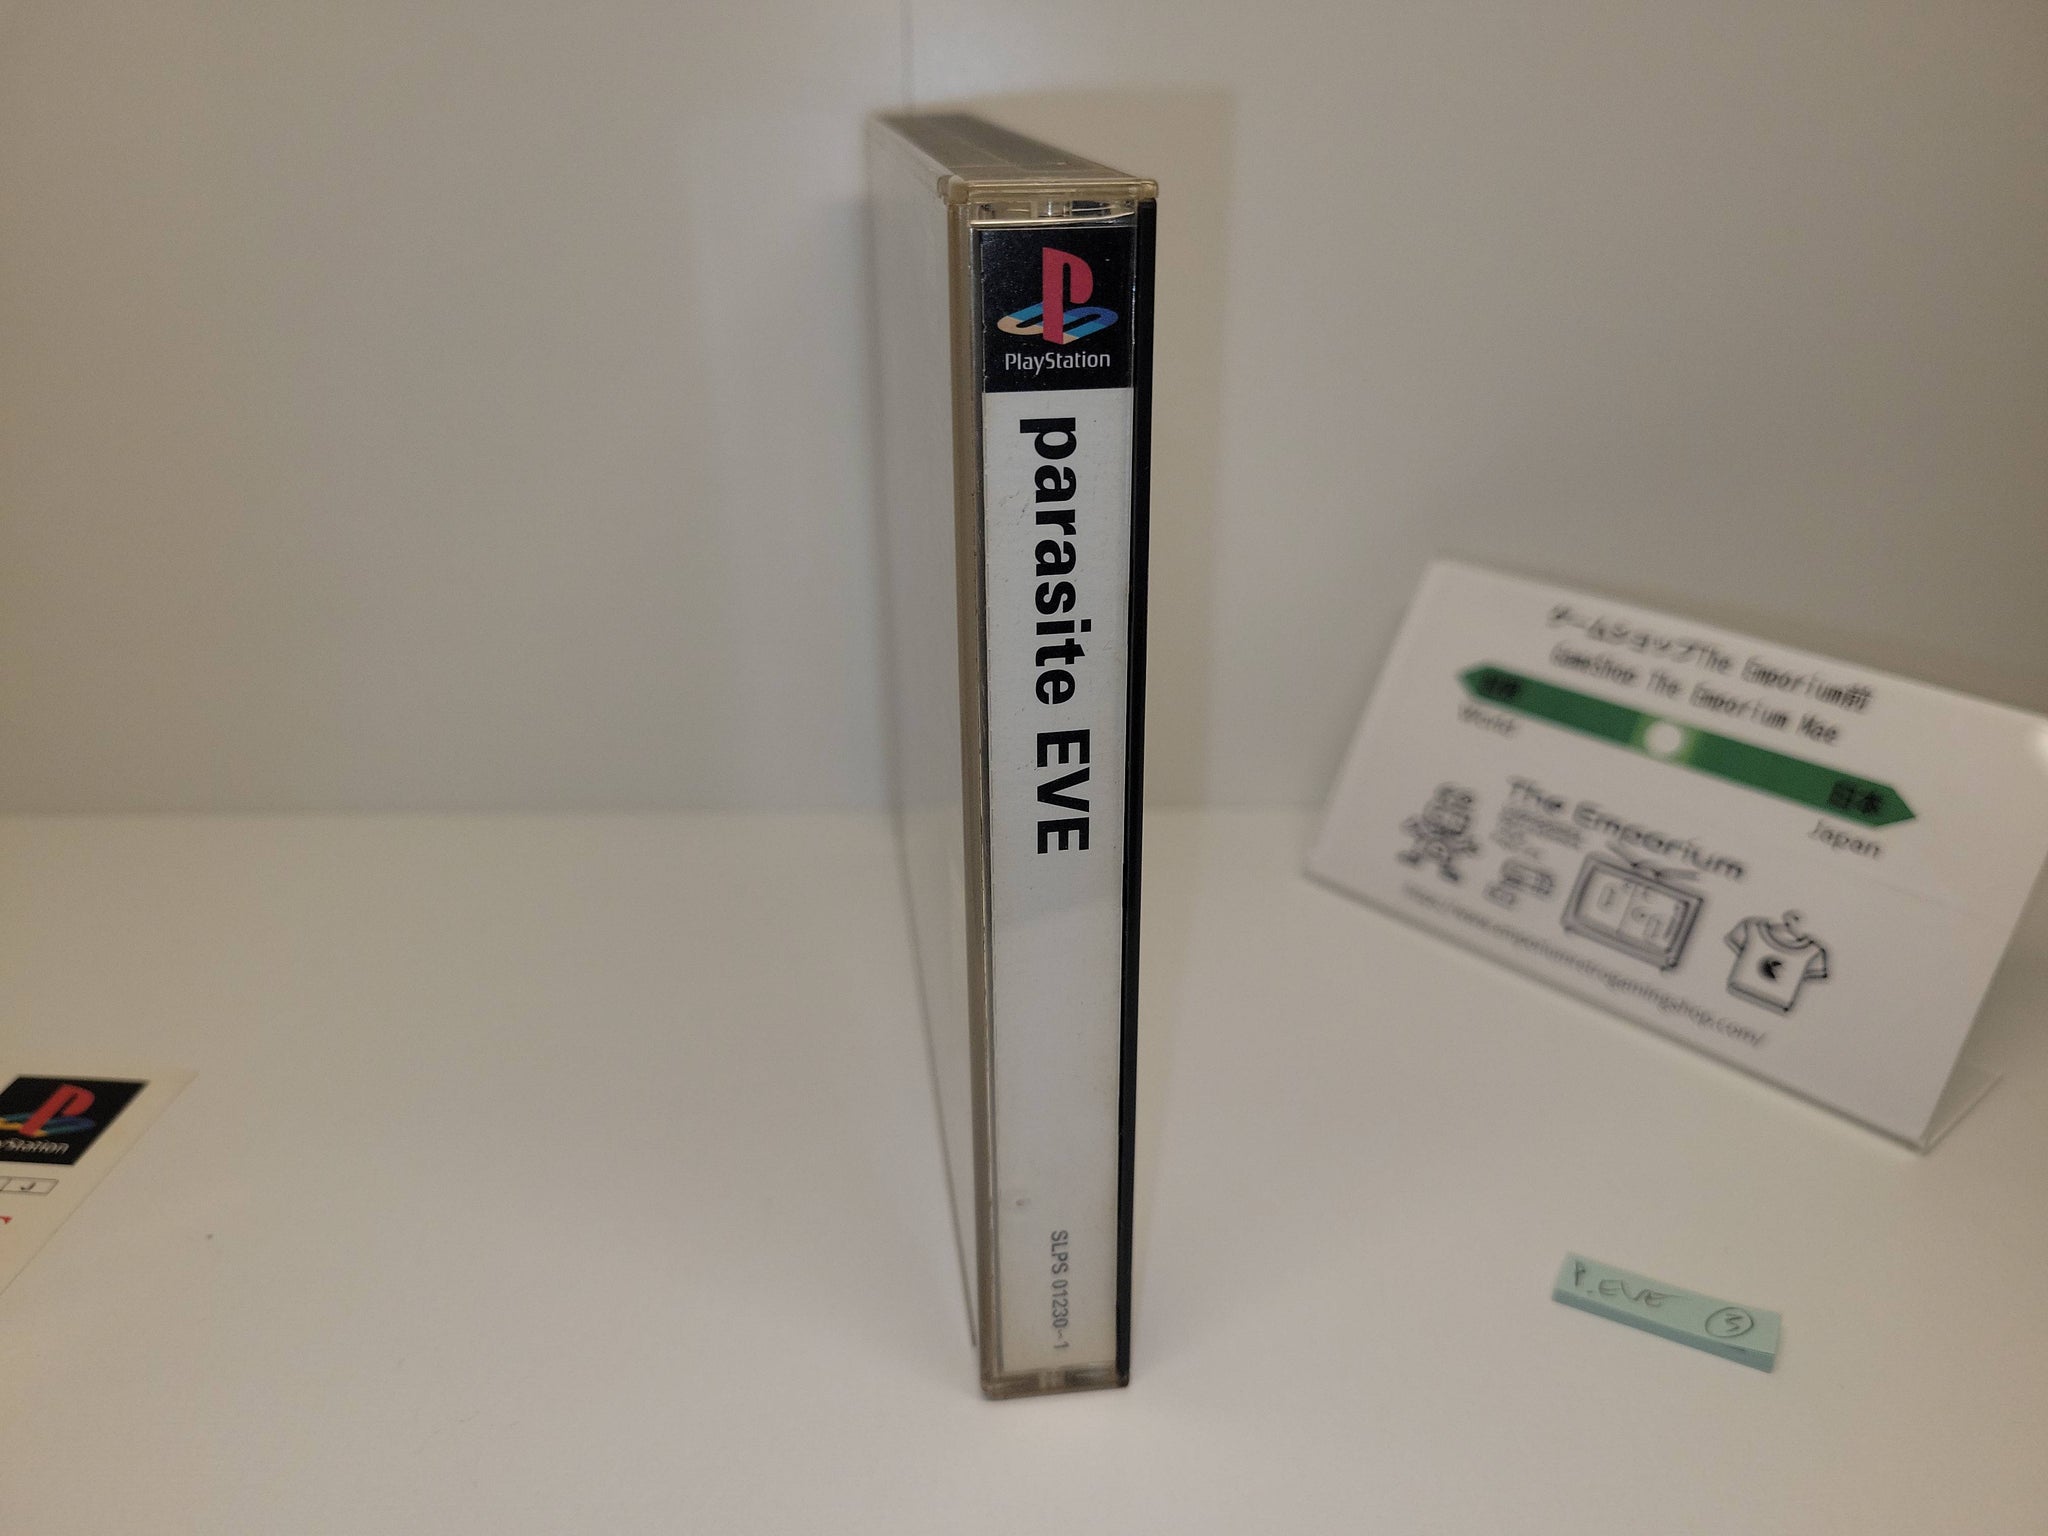 PlayStation
parasite EVE
SLPS 01230~1
ゲームショップThe Emporium前
GameShop The Emporium Mae
World
日本
Japan
The Emporium
P. EVE 3
yStation